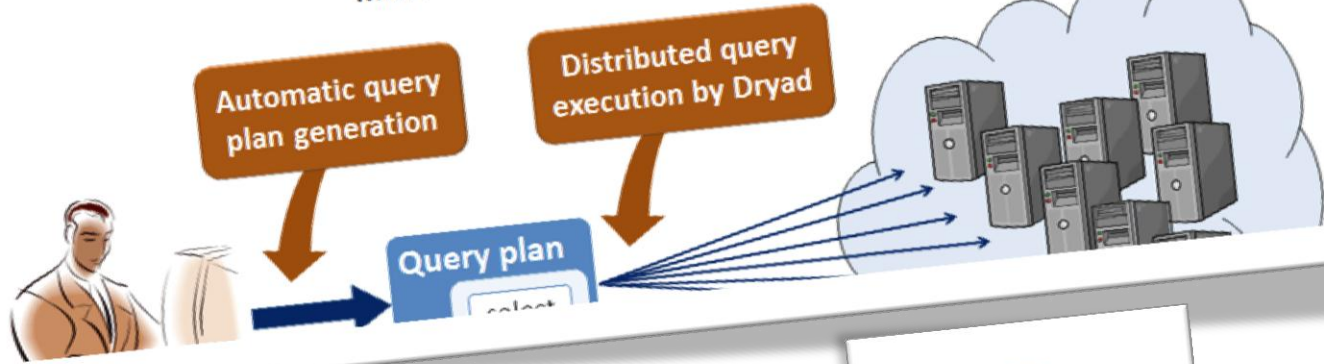 Automatic query
plan generation
Distributed query
execution by Dryad
Query plan